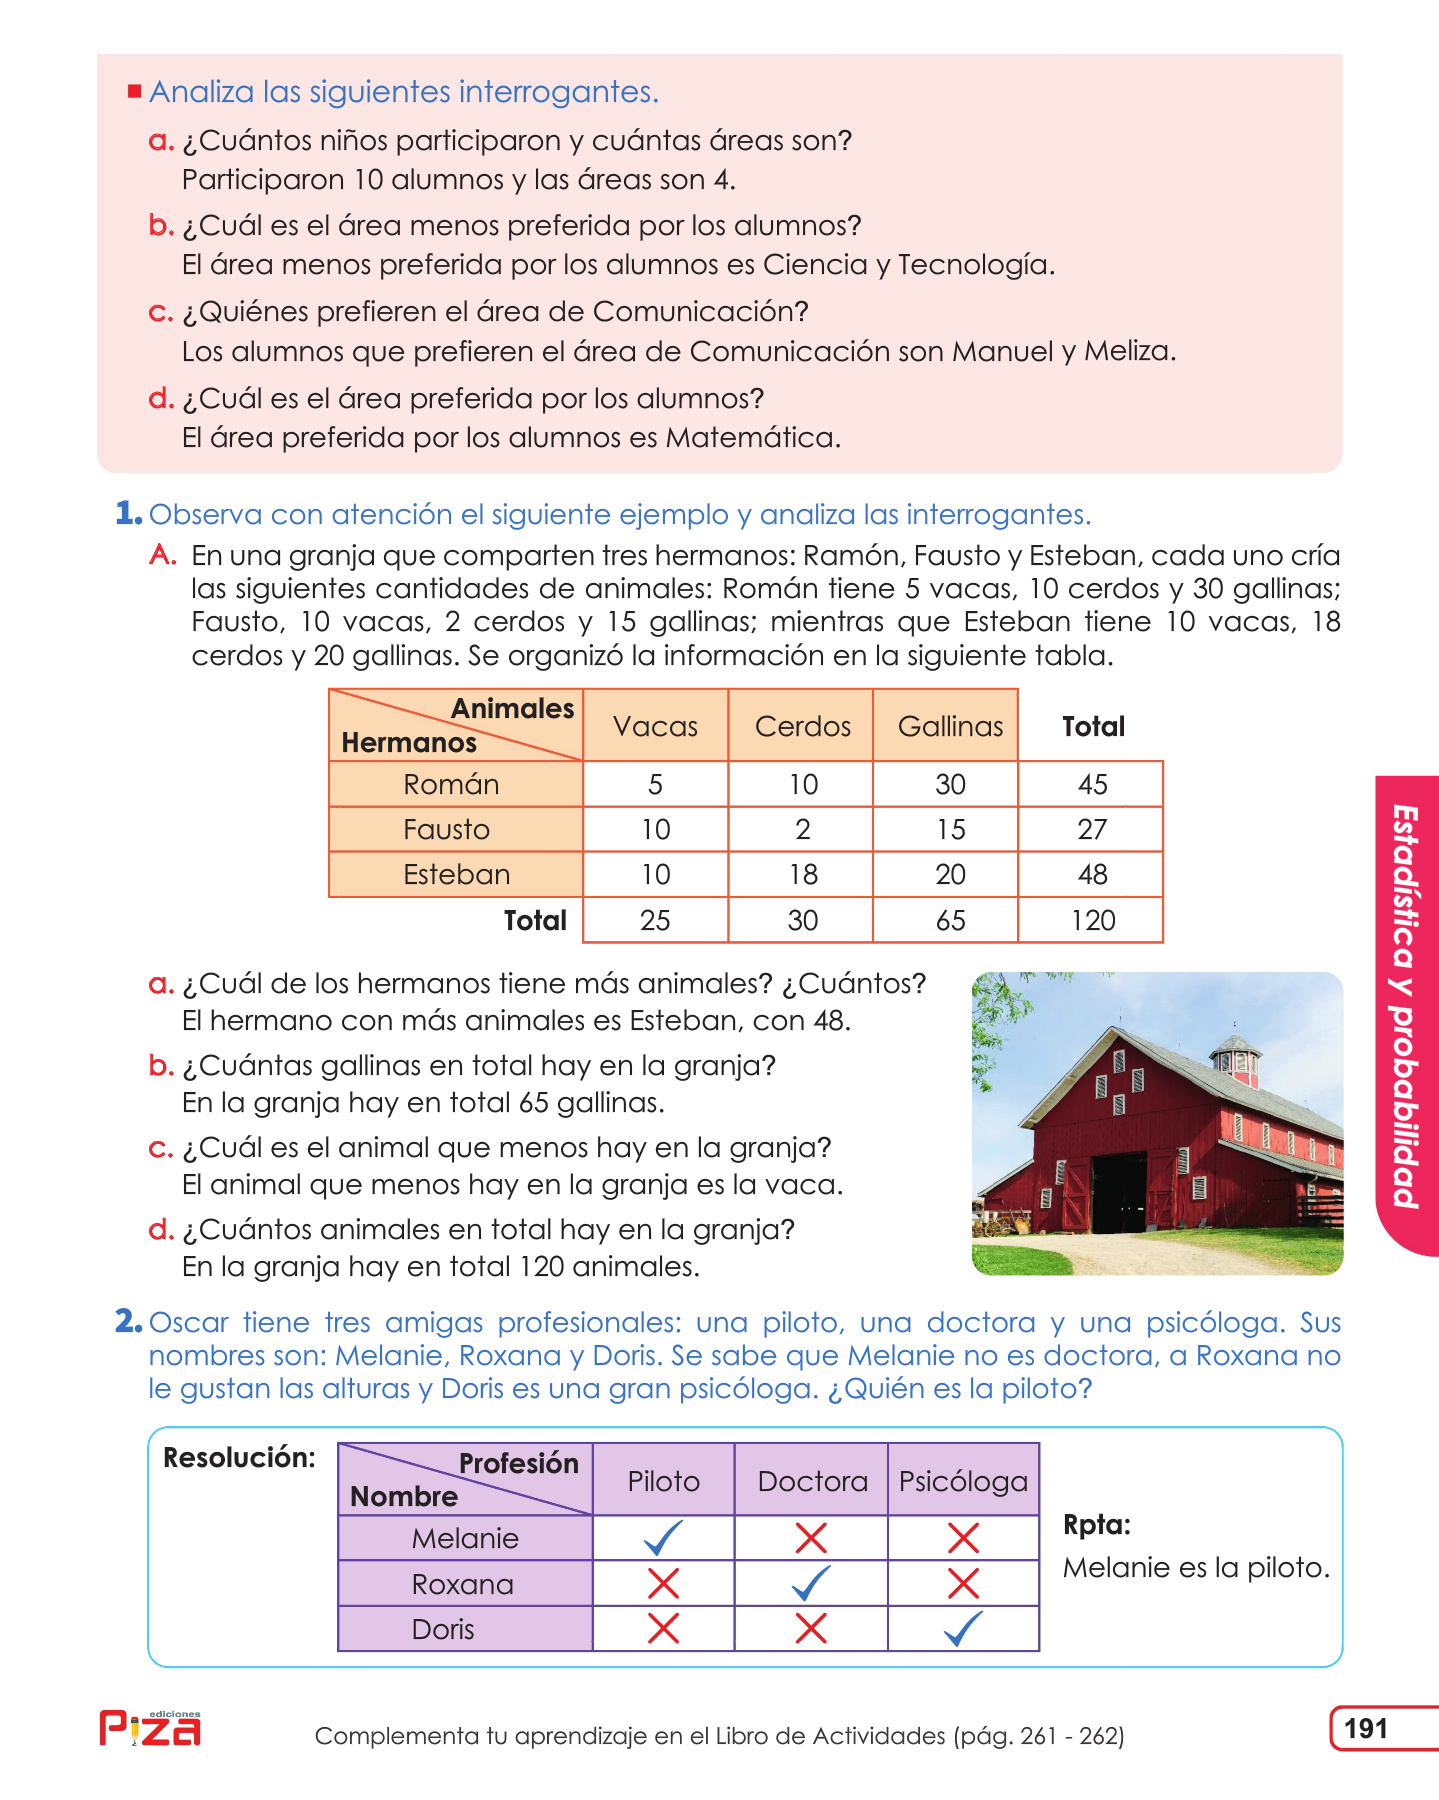 Analiza las siguientes interrogantes.
a. ¿Cuántos niños participaron y cuántas áreas son?
Participaron 10 alumnos y las áreas son 4.
b. ¿Cuál es el área menos preferida por los alumnos?
El área menos preferida por los alumnos es Ciencia y Tecnología.
c. ¿Quiénes prefieren el área de Comunicación?
Los alumnos que prefieren el área de Comunicación son Manuel y Meliza.
d. ¿Cuál es el área preferida por los alumnos?
El área preferida por los alumnos es Matemática.
1. Observa con atención el siguiente ejemplo y analiza las interrogantes.
A. En una granja que comparten tres hermanos: Ramón, Fausto y Esteban, cada uno cría
las siguientes cantidades de animales: Román tiene 5 vacas, 10 cerdos y 30 gallinas;
Fausto, 10 vacas, 2 cerdos y 15 gallinas; mientras que Esteban tiene 10 vacas, 18
cerdos y 20 gallinas. Se organizó la información en la siguiente tabla.
Animales
Hermanos
Vacas Cerdos Gallinas Total
Román 5 10 30 45
Fausto 10 2 15 27
Esteban 10 18 20 48
Total 25 30 65 120
a. ¿Cuál de los hermanos tiene más animales? ¿Cuántos?
El hermano con más animales es Esteban, con 48.
b. ¿Cuántas gallinas en total hay en la granja?
En la granja hay en total 65 gallinas.
c. ¿Cuál es el animal que menos hay en la granja?
El animal que menos hay en la granja es la vaca.
d. ¿Cuántos animales en total hay en la granja?
En la granja hay en total 120 animales.
Estadística y probabilidad
2. Oscar tiene tres amigas profesionales: una piloto, una doctora y una psicóloga. Sus
nombres son: Melanie, Roxana y Doris. Se sabe que Melanie no es doctora, a Roxana no
le gustan las alturas y Doris es una gran psicóloga. ¿Quién es la piloto?
Resolución:
Profesión
Nombre
Piloto Doctora Psicóloga
Melanie
Roxana
Doris
Rpta:
Melanie es la piloto.
ediciones
Piza
Complementa tu aprendizaje en el Libro de Actividades (pág. 261 - 262)
191